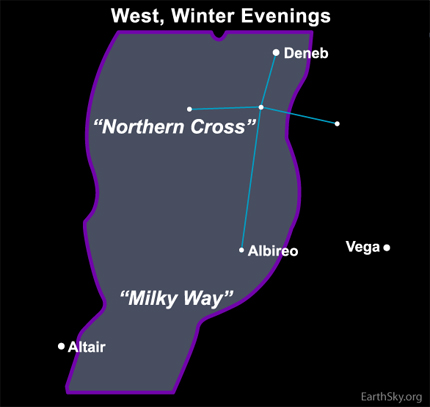 West, Winter Evenings
Deneb
“Northern Cross”
Albireo
Vega
“Milky Way”
Altair
EarthSky.org